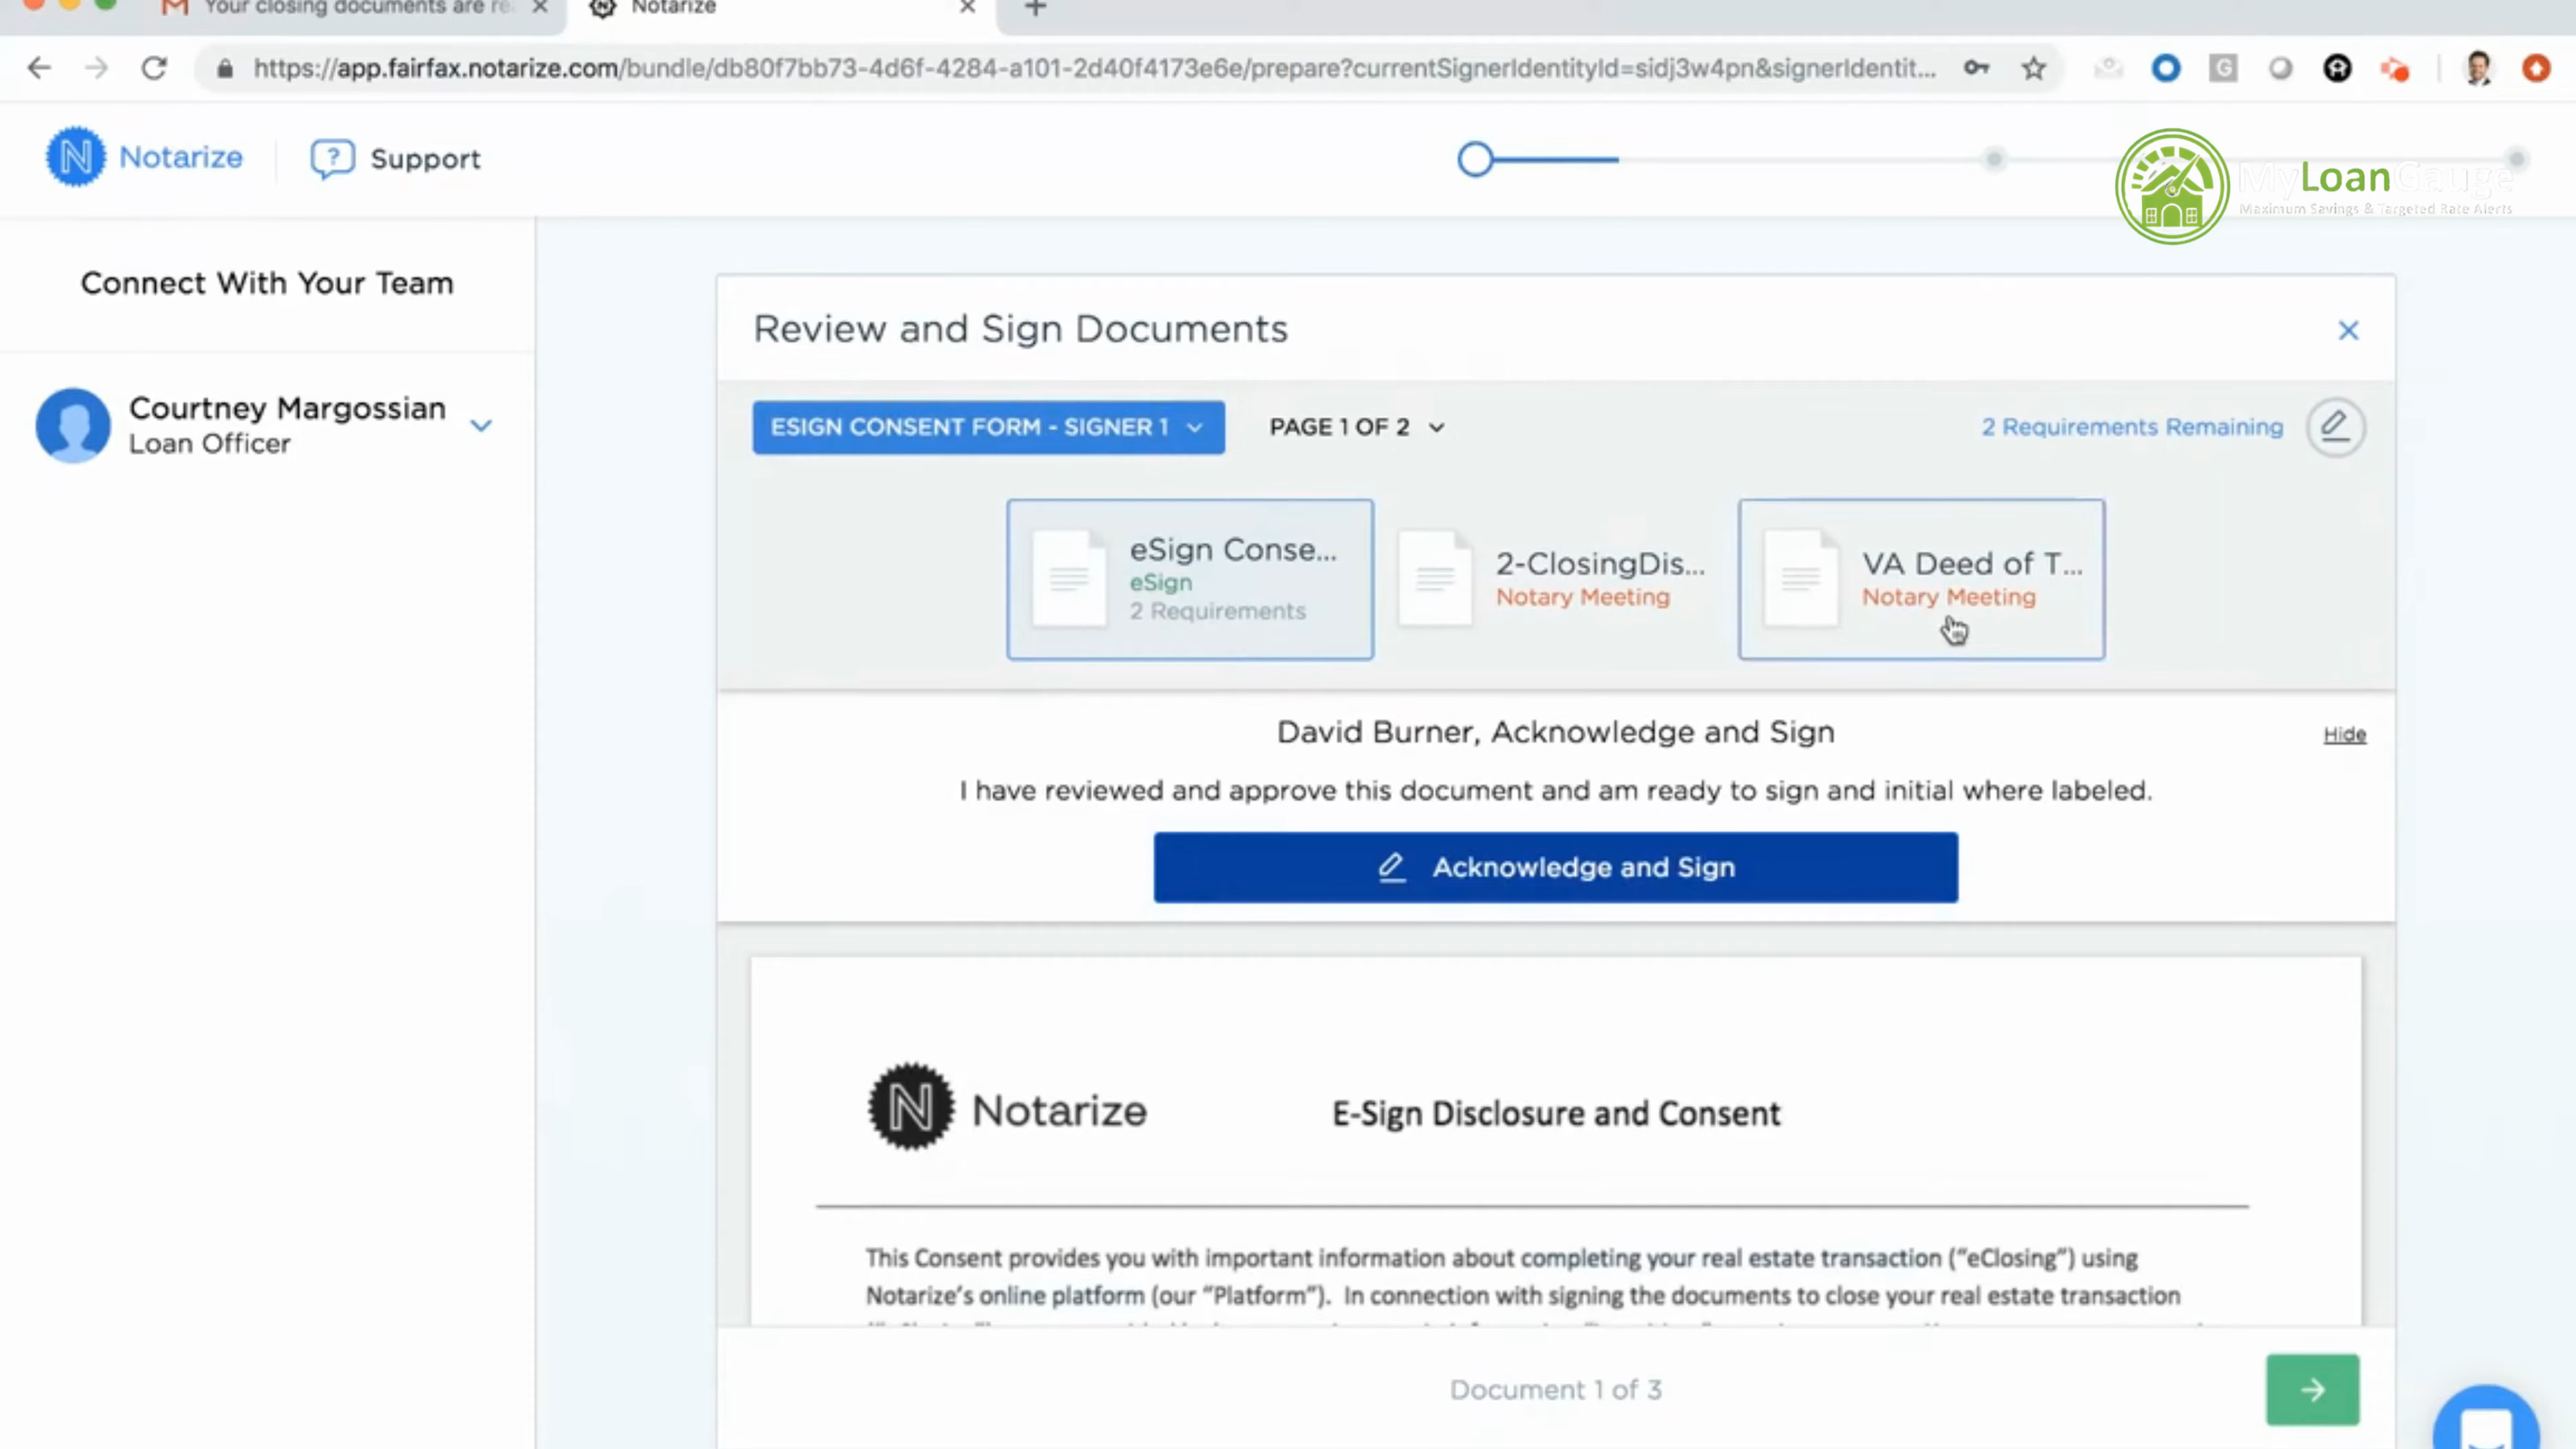 Your closing documents are re
Notarize
https://app.fairfax.notarize.com/bundle/db80f7bb73-4d6f-4284-a101-2d40f4173e6e/prepare?currentSignerIdentityId=sidj3w4pn&signerIdentit...
Notarize
Support
MyLoanGauge
Maximum Savings & Targeted Rate Alerts
Connect With Your Team
Courtney Margossian
Loan Officer
Review and Sign Documents
ESIGN CONSENT FORM - SIGNER 1
PAGE 1 OF 2
2 Requirements Remaining
eSign Conse...
eSign
2 Requirements
2-ClosingDis...
Notary Meeting
VA Deed of T...
Notary Meeting
David Burner, Acknowledge and Sign
Hide
I have reviewed and approve this document and am ready to sign and initial where labeled.
Acknowledge and Sign
Notarize
E-Sign Disclosure and Consent
This Consent provides you with important information about completing your real estate transaction (“eClosing”) using
Notarize’s online platform (our “Platform”). In connection with signing the documents to close your real estate transaction
Document 1 of 3